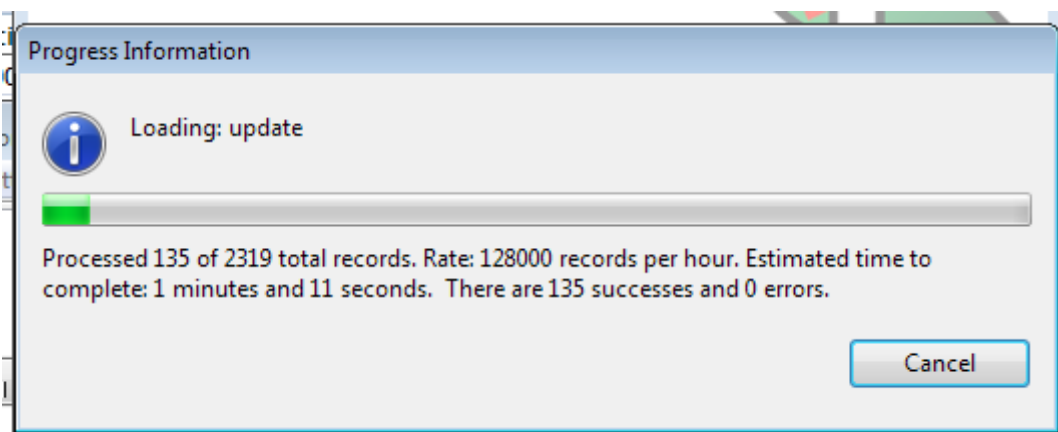 Progress Information
Loading: update
Processed 135 of 2319 total records. Rate: 128000 records per hour. Estimated time to
complete: 1 minutes and 11 seconds.  There are 135 successes and 0 errors.
Cancel